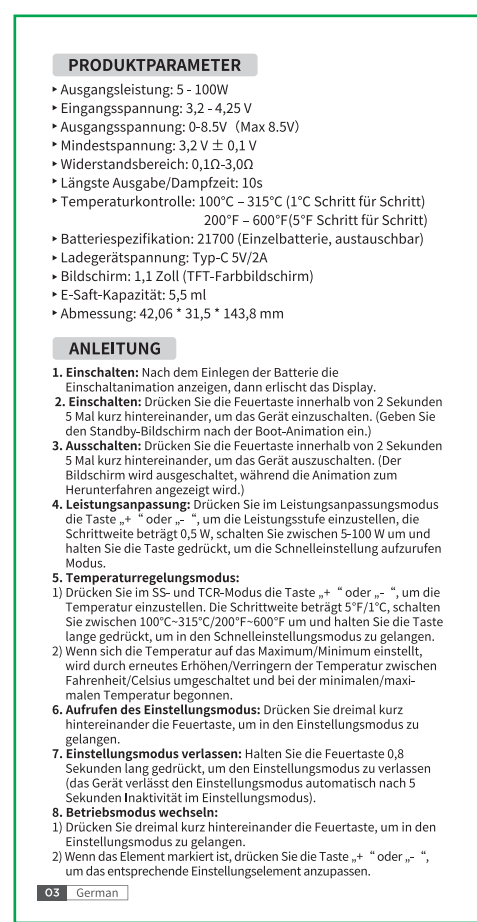 PRODUKTPARAMETER
‣ Ausgangsleistung: 5 - 100W
‣ Eingangsspannung: 3,2 - 4,25 V
‣ Ausgangsspannung: 0-8.5V（Max 8.5V）
‣ Mindestspannung: 3,2 V ± 0,1 V
‣ Widerstandsbereich: 0,1Ω-3,0Ω
‣ Längste Ausgabe/Dampfzeit: 10s
‣ Temperaturkontrolle: 100°C – 315°C (1°C Schritt für Schritt)
200°F – 600°F(5°F Schritt für Schritt)
‣ Batteriespezifikation: 21700 (Einzelbatterie, austauschbar)
‣ Ladegerätspannung: Typ-C 5V/2A
‣ Bildschirm: 1,1 Zoll (TFT-Farbbildschirm)
‣ E-Saft-Kapazität: 5,5 ml
‣ Abmessung: 42,06 * 31,5 * 143,8 mm
ANLEITUNG
1. Einschalten: Nach dem Einlegen der Batterie die
Einschaltanimation anzeigen, dann erlischt das Display.
2. Einschalten: Drücken Sie die Feuertaste innerhalb von 2 Sekunden
5 Mal kurz hintereinander, um das Gerät einzuschalten. (Geben Sie
den Standby-Bildschirm nach der Boot-Animation ein.)
3. Ausschalten: Drücken Sie die Feuertaste innerhalb von 2 Sekunden
5 Mal kurz hintereinander, um das Gerät auszuschalten. (Der
Bildschirm wird ausgeschaltet, während die Animation zum
Herunterfahren angezeigt wird.)
4. Leistungsanpassung: Drücken Sie im Leistungsanpassungsmodus
die Taste „+ “ oder „- “, um die Leistungsstufe einzustellen, die
Schrittweite beträgt 0,5 W, schalten Sie zwischen 5-100 W um und
halten Sie die Taste gedrückt, um die Schnelleinstellung aufzurufen
Modus.
5. Temperaturregelungsmodus:
1) Drücken Sie im SS- und TCR-Modus die Taste „+ “ oder „- “, um die
Temperatur einzustellen. Die Schrittweite beträgt 5°F/1°C, schalten
Sie zwischen 100°C~315°C/200°F~600°F um und halten Sie die Taste
lange gedrückt, um in den Schnelleinstellungsmodus zu gelangen.
2) Wenn sich die Temperatur auf das Maximum/Minimum einstellt,
wird durch erneutes Erhöhen/Verringern der Temperatur zwischen
Fahrenheit/Celsius umgeschaltet und bei der minimalen/maxi-
malen Temperatur begonnen.
6. Aufrufen des Einstellungsmodus: Drücken Sie dreimal kurz
hintereinander die Feuertaste, um in den Einstellungsmodus zu
gelangen.
7. Einstellungsmodus verlassen: Halten Sie die Feuertaste 0,8
Sekunden lang gedrückt, um den Einstellungsmodus zu verlassen
(das Gerät verlässt den Einstellungsmodus automatisch nach 5
Sekunden Inaktivität im Einstellungsmodus).
8. Betriebsmodus wechseln:
1) Drücken Sie dreimal kurz hintereinander die Feuertaste, um in den
Einstellungsmodus zu gelangen.
2) Wenn das Element markiert ist, drücken Sie die Taste „+ “ oder „- “,
um das entsprechende Einstellungselement anzupassen.
03 German